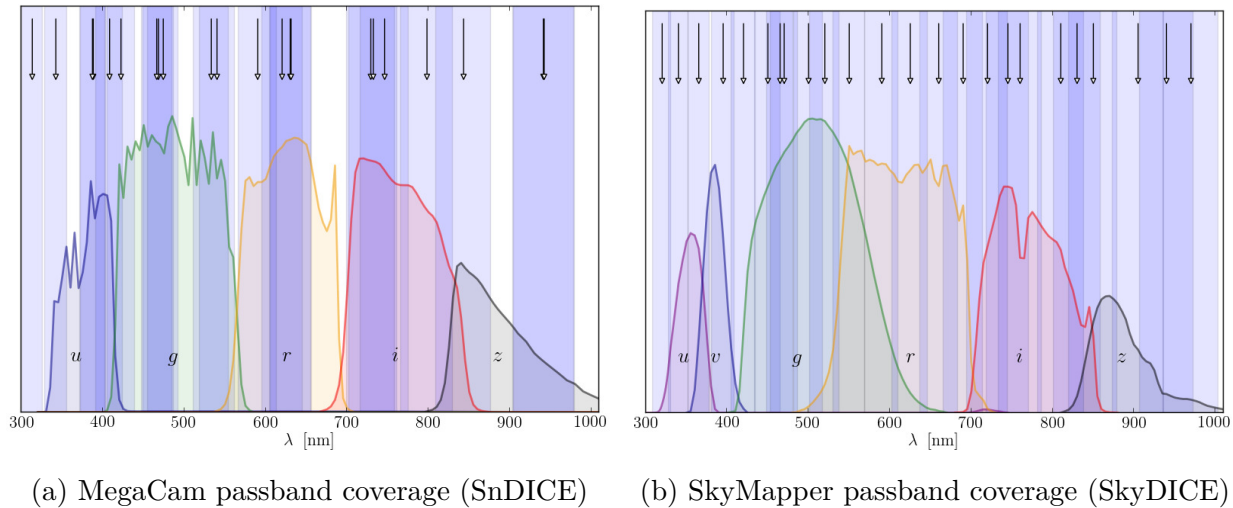 u g r i z
300 400 500 600 700 800 900 1000
λ [nm]
(a) MegaCam passband coverage (SnDICE)
u v g r i z
300 400 500 600 700 800 900 1000
λ [nm]
(b) SkyMapper passband coverage (SkyDICE)